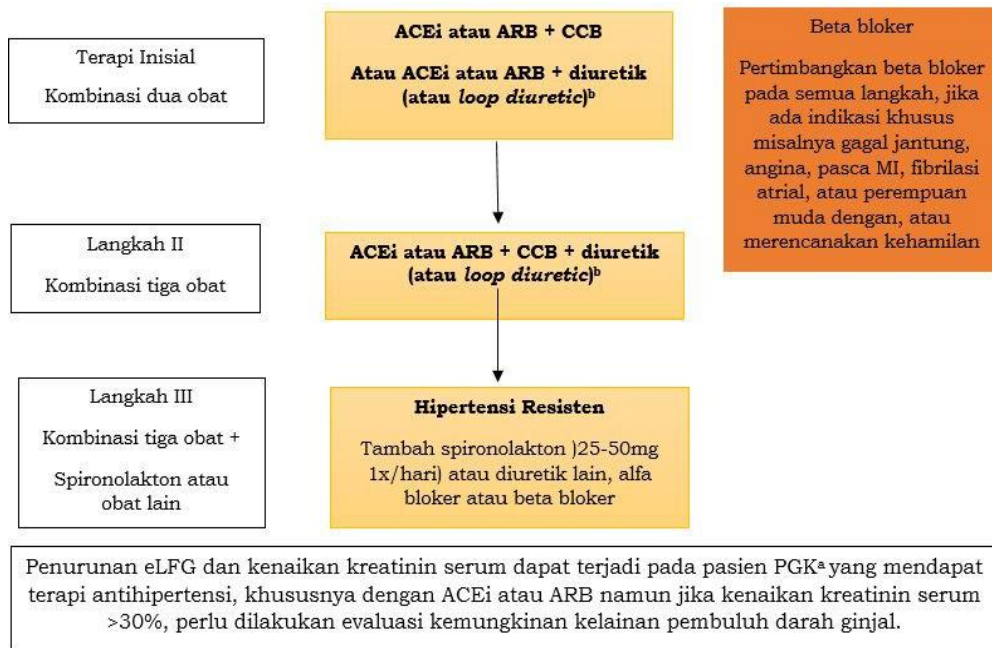 Terapi Inisial
Kombinasi dua obat
ACEi atau ARB + CCB
Atau ACEi atau ARB + diuretik
(atau loop diuretic)ᵇ
Beta bloker
Pertimbangkan beta bloker
pada semua langkah, jika
ada indikasi khusus
misalnya gagal jantung,
angina, pasca MI, fibrilasi
atrial, atau perempuan
muda dengan, atau
merencanakan kehamilan
Langkah II
Kombinasi tiga obat
ACEi atau ARB + CCB + diuretik
(atau loop diuretic)ᵇ
Langkah III
Kombinasi tiga obat +
Spironolakton atau
obat lain
Hipertensi Resisten
Tambah spironolakton )25-50mg
1x/hari) atau diuretik lain, alfa
bloker atau beta bloker
Penurunan eLFG dan kenaikan kreatinin serum dapat terjadi pada pasien PGKᵃ yang mendapat
terapi antihipertensi, khususnya dengan ACEi atau ARB namun jika kenaikan kreatinin serum
>30%, perlu dilakukan evaluasi kemungkinan kelainan pembuluh darah ginjal.